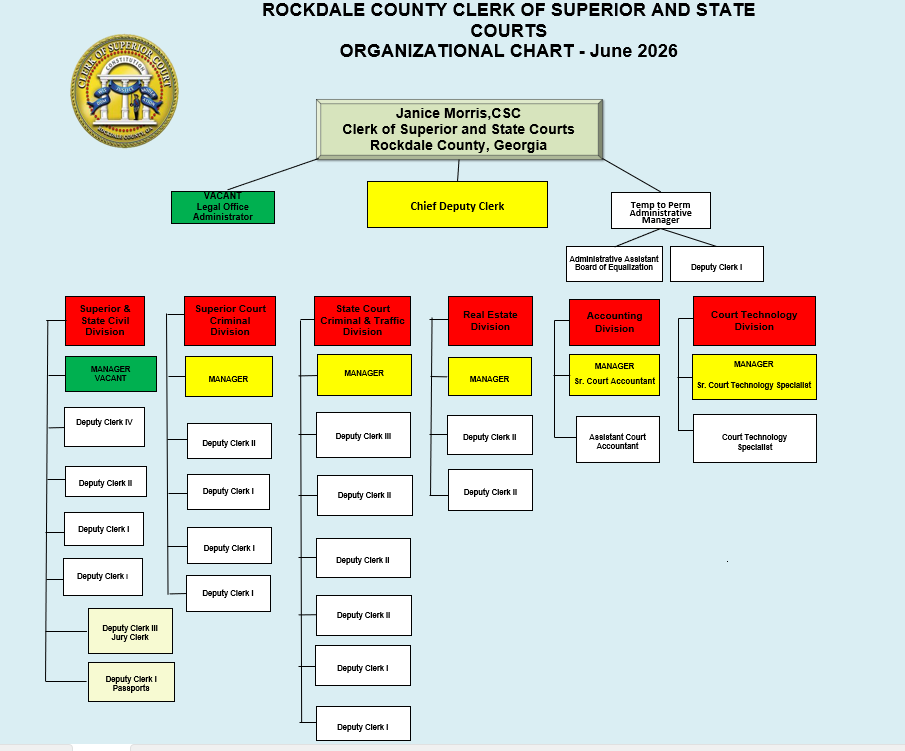 ROCKDALE COUNTY CLERK OF SUPERIOR AND STATE
COURTS
ORGANIZATIONAL CHART - June 2026
CLERK OF SUPERIOR COURT
CONSTITUTION
ROCKDALE COUNTY, GA
Janice Morris,CSC
Clerk of Superior and State Courts
Rockdale County, Georgia
VACANT
Legal Office
Administrator
Chief Deputy Clerk
Temp to Perm
Administrative
Manager
Administrative Assistant
Board of Equalization
Deputy Clerk I
Superior &
State Civil
Division
MANAGER
VACANT
Deputy Clerk IV
Deputy Clerk II
Deputy Clerk I
Deputy Clerk I
Deputy Clerk III
Jury Clerk
Deputy Clerk I
Passports
Superior Court
Criminal
Division
MANAGER
Deputy Clerk II
Deputy Clerk I
Deputy Clerk I
Deputy Clerk I
State Court
Criminal & Traffic
Division
MANAGER
Deputy Clerk III
Deputy Clerk II
Deputy Clerk II
Deputy Clerk II
Deputy Clerk I
Deputy Clerk I
Real Estate
Division
MANAGER
Deputy Clerk II
Deputy Clerk II
Accounting
Division
MANAGER
Sr. Court Accountant
Assistant Court
Accountant
Court Technology
Division
MANAGER
Sr. Court Technology Specialist
Court Technology
Specialist